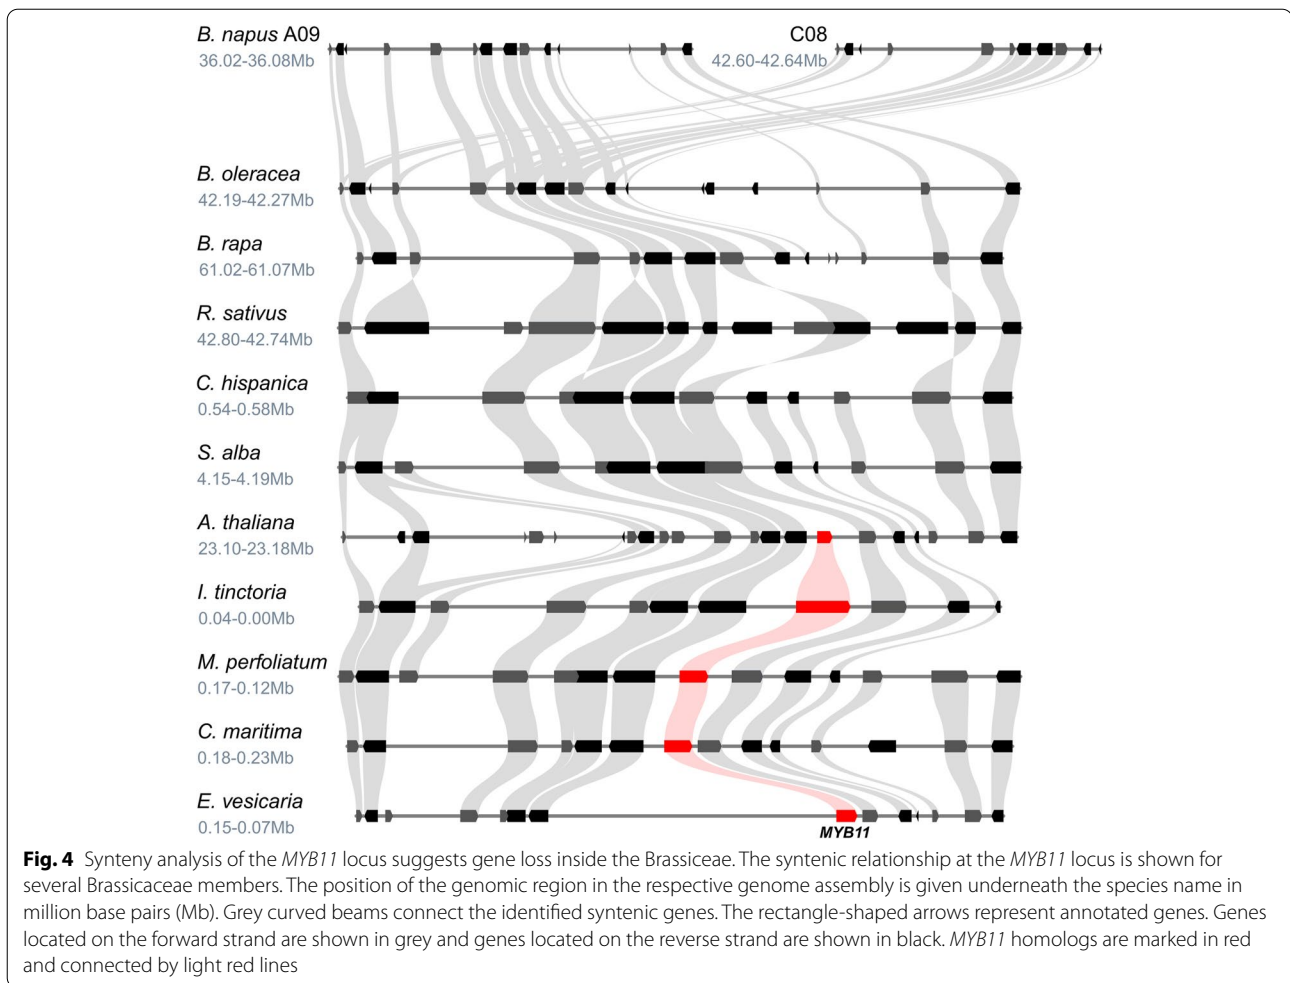 B. napus A09
36.02-36.08Mb
C08
42.60-42.64Mb
B. oleracea
42.19-42.27Mb
B. rapa
61.02-61.07Mb
R. sativus
42.80-42.74Mb
C. hispanica
0.54-0.58Mb
S. alba
4.15-4.19Mb
A. thaliana
23.10-23.18Mb
I. tinctoria
0.04-0.00Mb
M. perfoliatum
0.17-0.12Mb
C. maritima
0.18-0.23Mb
E. vesicaria
0.15-0.07Mb
MYB11
Fig. 4 Synteny analysis of the MYB11 locus suggests gene loss inside the Brassiceae. The syntenic relationship at the MYB11 locus is shown for
several Brassicaceae members. The position of the genomic region in the respective genome assembly is given underneath the species name in
million base pairs (Mb). Grey curved beams connect the identified syntenic genes. The rectangle-shaped arrows represent annotated genes. Genes
located on the forward strand are shown in grey and genes located on the reverse strand are shown in black. MYB11 homologs are marked in red
and connected by light red lines